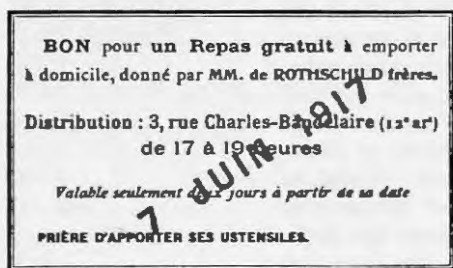 BON pour un Repas gratuit à emporter
à domicile, donné par MM. de ROTHSCHILD frères.
Distribution : 3, rue Charles-Baudelaire (12e arr)
de 17 à 19 heures
7 JUIN 1917
Valable seulement deux jours à partir de sa date
PRIÈRE D'APPORTER SES USTENSILES.